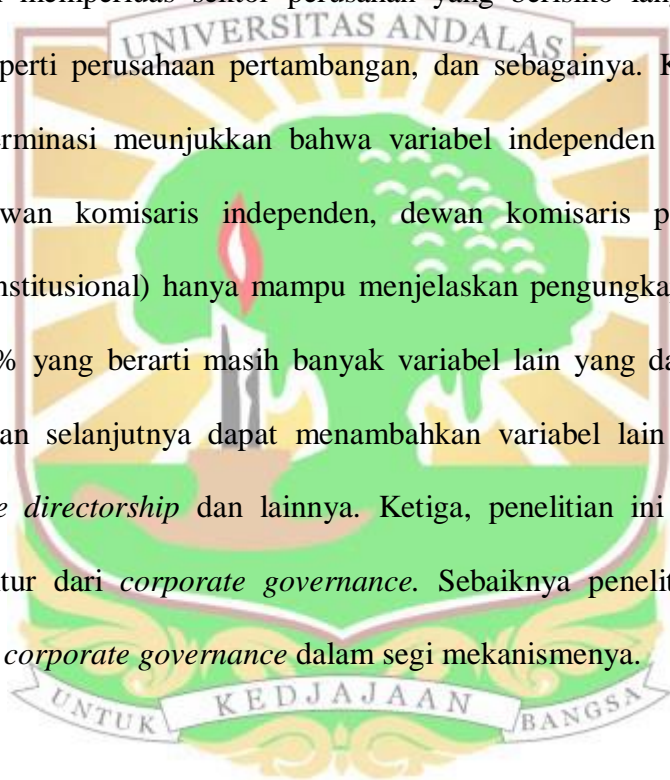 memperluas sektor perusahan yang berisiko
UNIVERSITAS ANDALAS
perti perusahaan pertambangan, dan sebagainya. K
erminasi meunjukkan bahwa variabel independen
wan komisaris independen, dewan komisaris p
nstitusional) hanya mampu menjelaskan pengungka
% yang berarti masih banyak variabel lain yang da
an selanjutnya dapat menambahkan variabel lain
e directorship dan lainnya. Ketiga, penelitian ini
tur dari corporate governance. Sebaiknya penelit
corporate governance dalam segi mekanismenya.
UNTUK KEDJAJAAN BANGSA